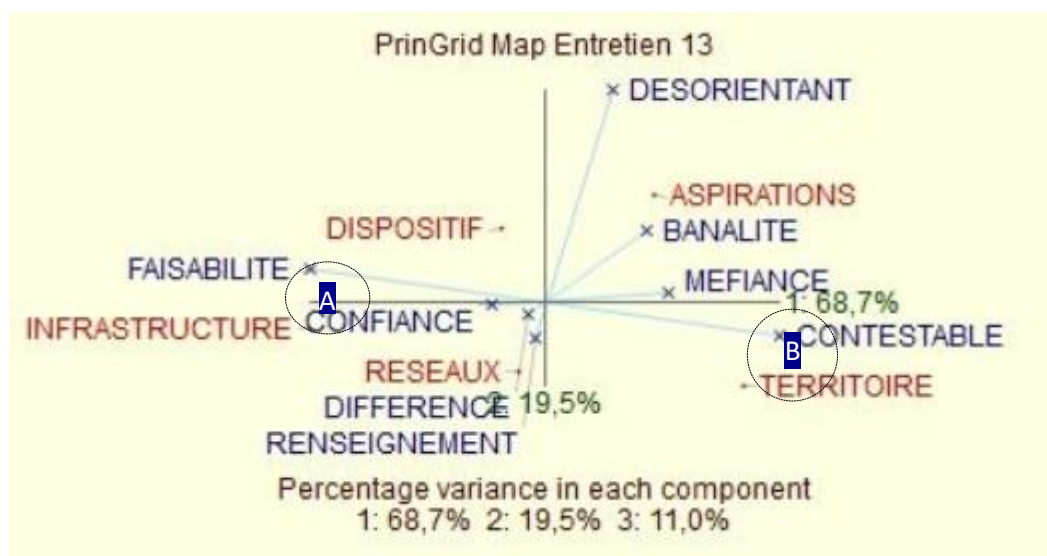 PrinGrid Map Entretien 13
DESORIENTANT
ASPIRATIONS
DISPOSITIF
BANALITE
FAISABILITE
MEFIANCE
A
1: 68,7%
CONFIANCE
INFRASTRUCTURE
CONTESTABLE
B
RESEAUX
TERRITOIRE
DIFFERENCE
2: 19,5%
RENSEIGNEMENT
Percentage variance in each component
1: 68,7% 2: 19,5% 3: 11,0%